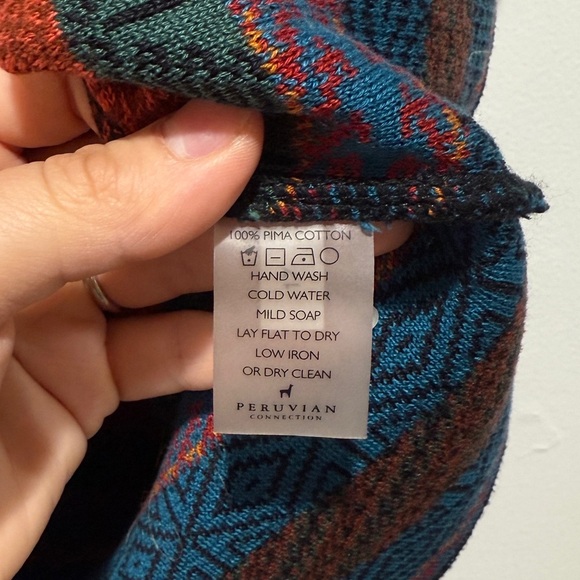 100% PIMA COTTON
HAND WASH
COLD WATER
MILD SOAP
LAY FLAT TO DRY
LOW IRON
OR DRY CLEAN
PERUVIAN
CONNECTION